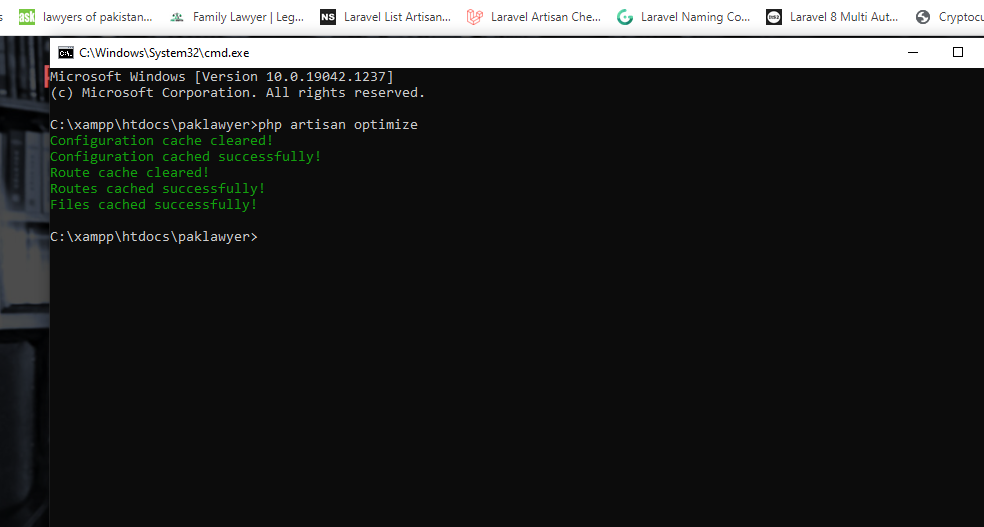 s
ask lawyers of pakistan... Family Lawyer | Leg... NS Laravel List Artisan... Laravel Artisan Che... Laravel Naming Co... Laravel 8 Multi Aut... Cryptocu
C:\. C:\Windows\System32\cmd.exe
Microsoft Windows [Version 10.0.19042.1237]
(c) Microsoft Corporation. All rights reserved.
C:\xampp\htdocs\paklawyer>php artisan optimize
Configuration cache cleared!
Configuration cached successfully!
Route cache cleared!
Routes cached successfully!
Files cached successfully!
C:\xampp\htdocs\paklawyer>